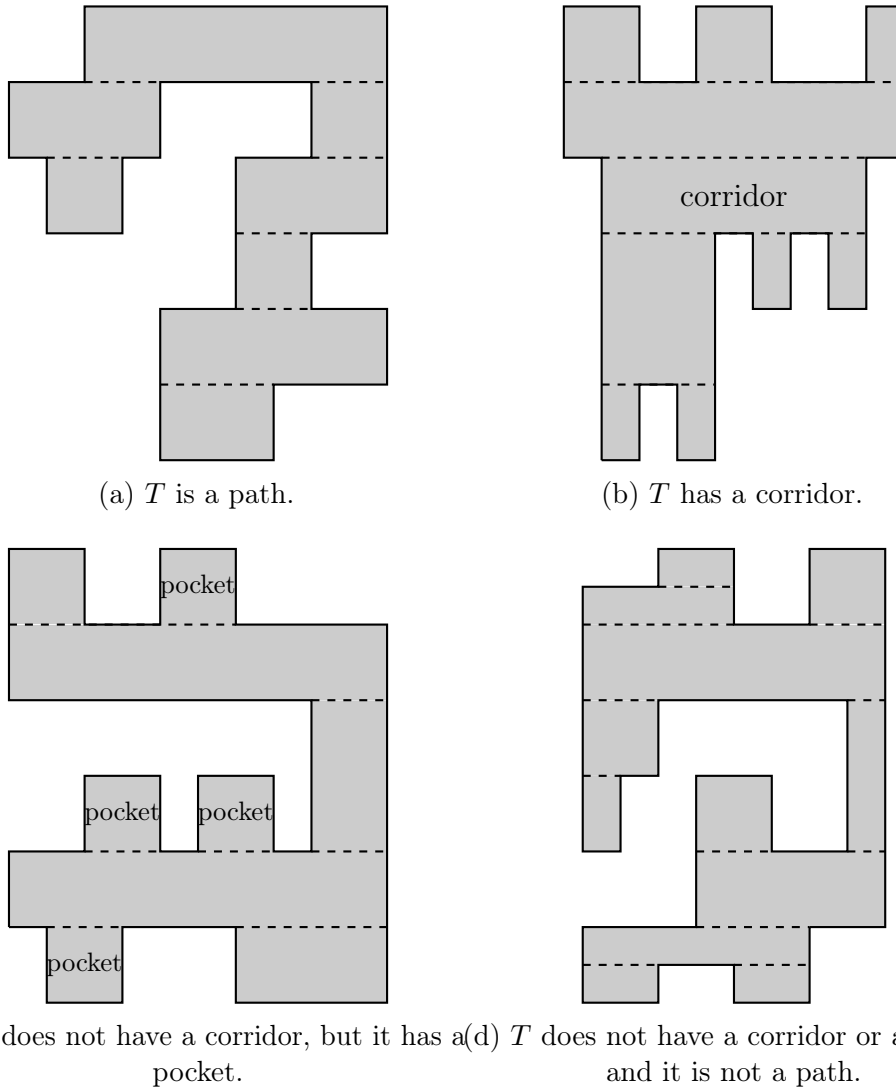 corridor
(a) T is a path.
(b) T has a corridor.
pocket
pocket
pocket
pocket
does not have a corridor, but it has a
pocket.
(d) T does not have a corridor or a
and it is not a path.